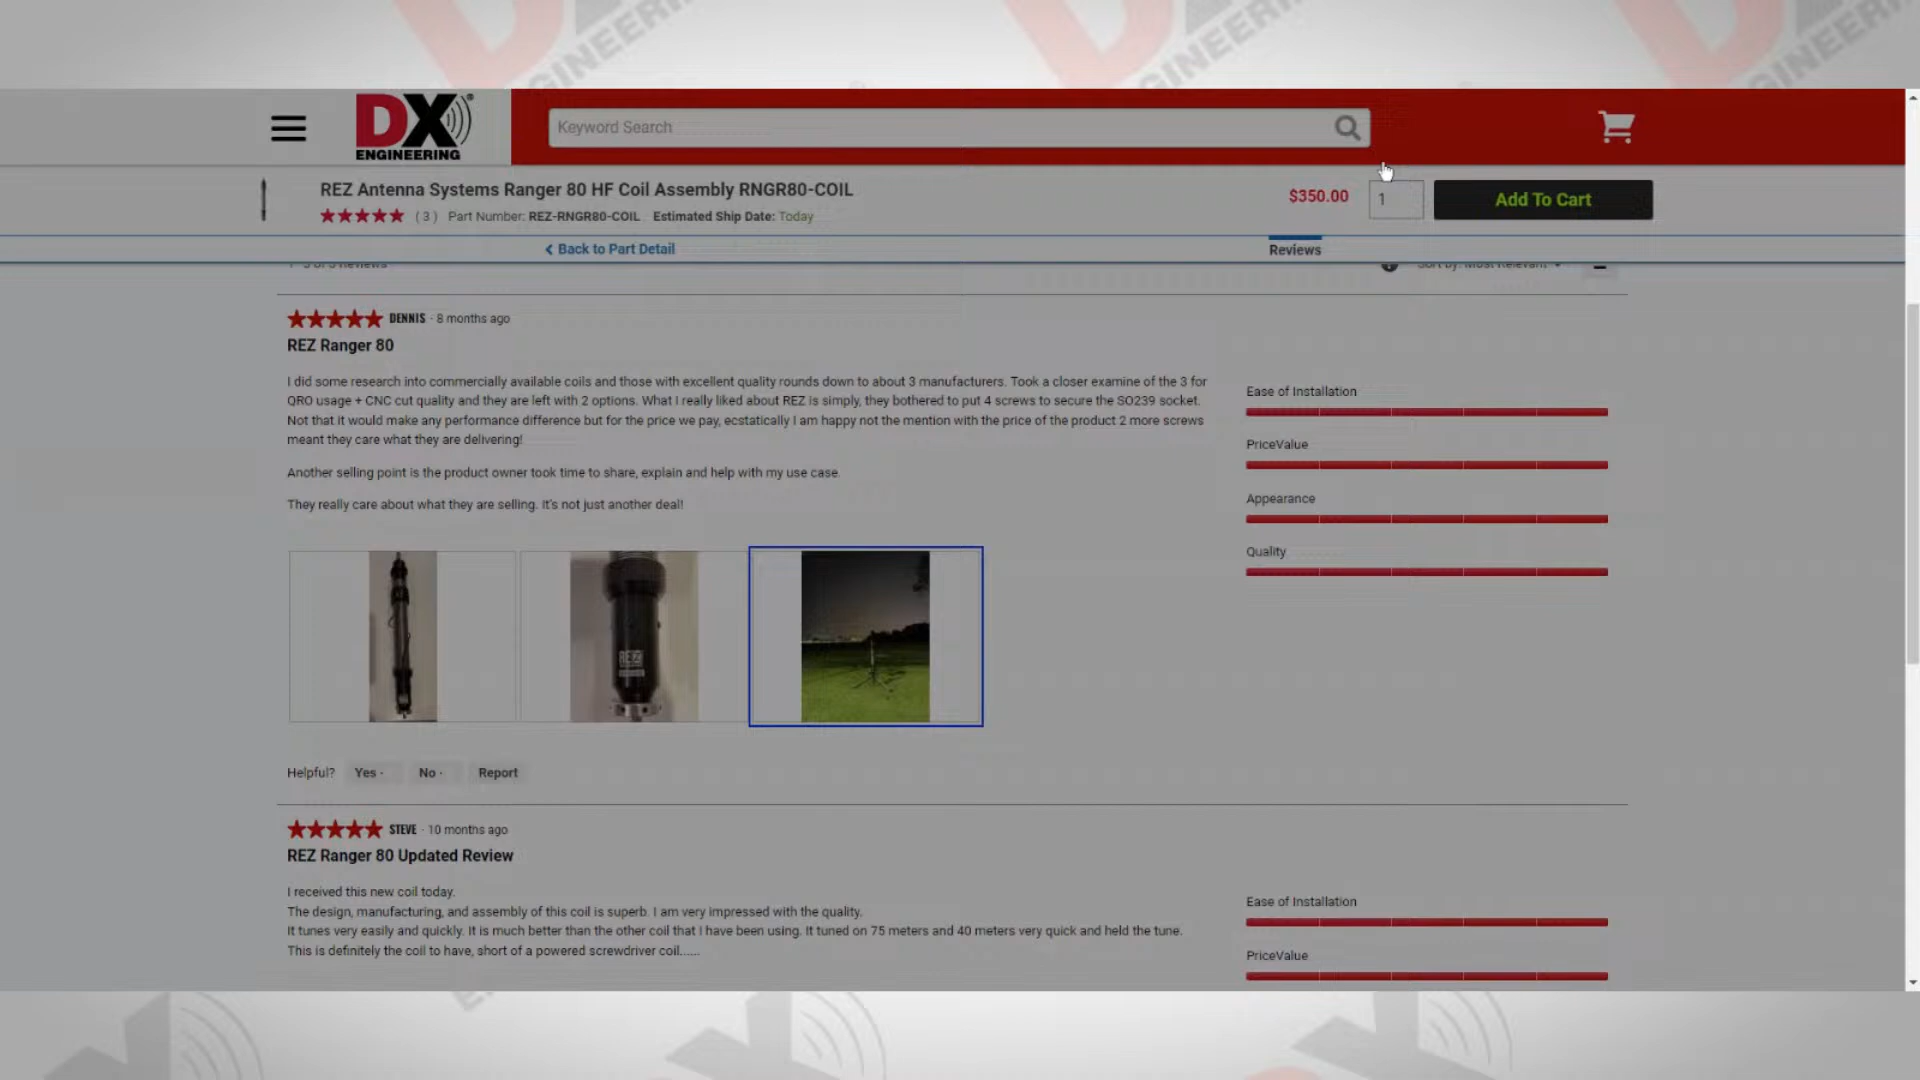 DX
ENGINEERING
Keyword Search
REZ Antenna Systems Ranger 80 HF Coil Assembly RNGR80-COIL
(3) Part Number: REZ-RNGR80-COIL Estimated Ship Date: Today
$350.00
1
Add To Cart
Back to Part Detail
Reviews
DENNIS · 8 months ago
REZ Ranger 80
I did some research into commercially available coils and those with excellent quality rounds down to about 3 manufacturers. Took a closer examine of the 3 for
QRO usage + CNC cut quality and they are left with 2 options. What I really liked about REZ is simply, they bothered to put 4 screws to secure the SO239 socket.
Not that it would make any performance difference but for the price we pay, ecstatically I am happy not the mention with the price of the product 2 more screws
meant they care what they are delivering!
Another selling point is the product owner took time to share, explain and help with my use case.
They really care about what they are selling. It's not just another deal!
Ease of Installation
PriceValue
Appearance
Quality
REZ
Helpful? Yes · No · Report
STEVE · 10 months ago
REZ Ranger 80 Updated Review
I received this new coil today.
The design, manufacturing, and assembly of this coil is superb. I am very impressed with the quality.
It tunes very easily and quickly. It is much better than the other coil that I have been using. It tuned on 75 meters and 40 meters very quick and held the tune.
This is definitely the coil to have, short of a powered screwdriver coil......
Ease of Installation
PriceValue